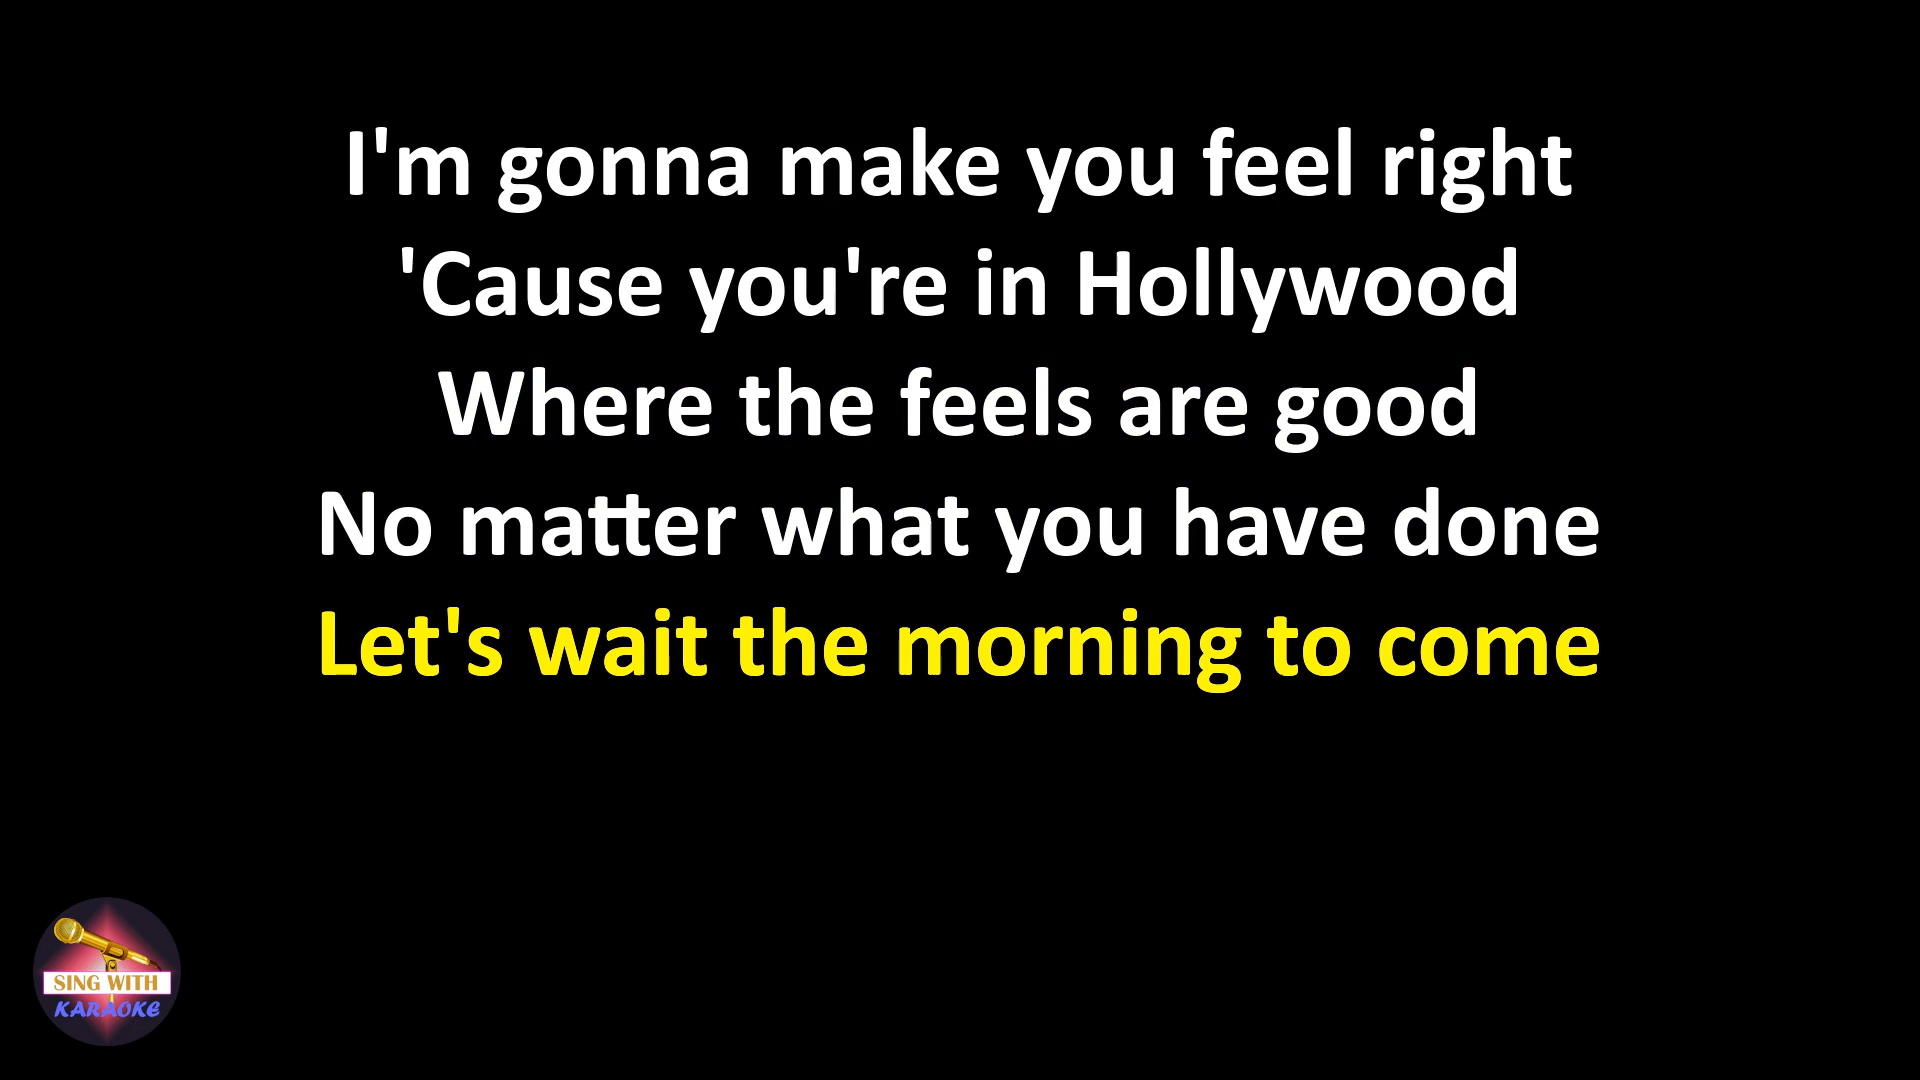 I'm gonna make you feel right
'Cause you're in Hollywood
Where the feels are good
No matter what you have done
Let's wait the morning to come
SING WITH
KARAOKE